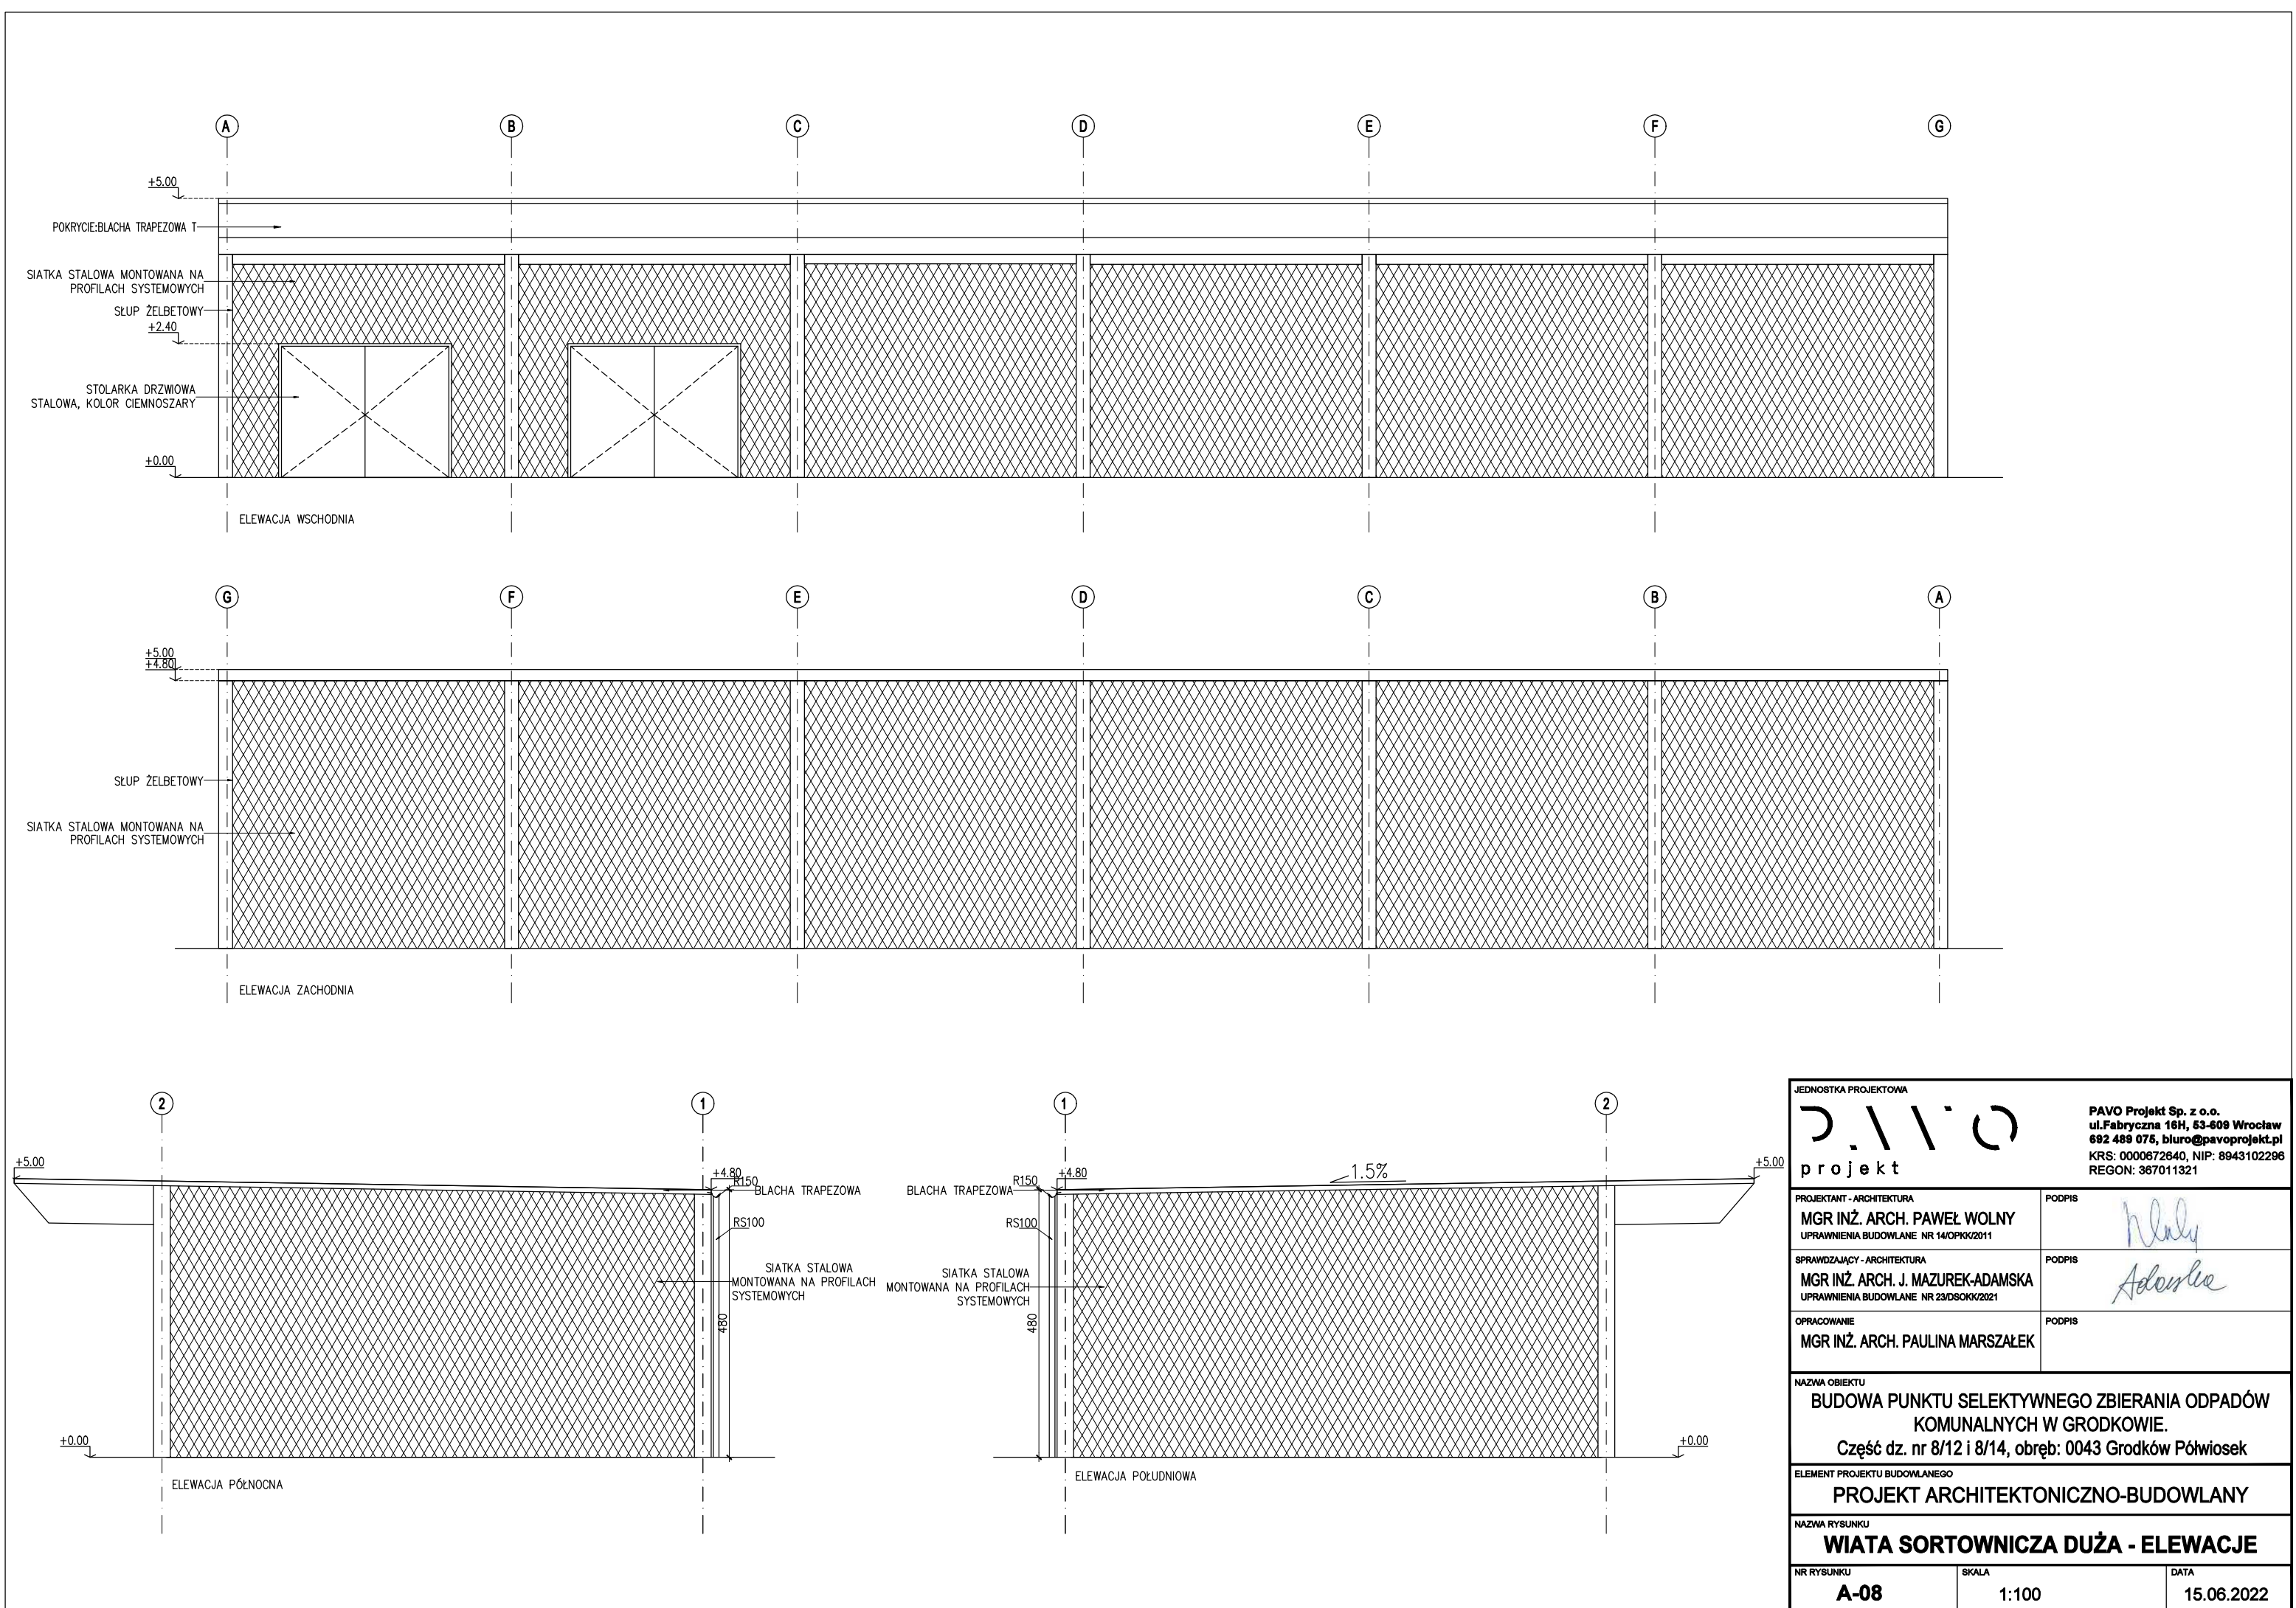 A B C D E F G
+5.00
POKRYCIE:BLACHA TRAPEZOWA T
SIATKA STALOWA MONTOWANA NA
PROFILACH SYSTEMOWYCH
SŁUP ŻELBETOWY
+2.40
STOLARKA DRZWIOWA
STALOWA, KOLOR CIEMNOSZARY
+0.00
ELEWACJA WSCHODNIA
G F E D C B A
+5.00
+4.80
SŁUP ŻELBETOWY
SIATKA STALOWA MONTOWANA NA
PROFILACH SYSTEMOWYCH
ELEWACJA ZACHODNIA
2 1
+5.00
+4.80
R150
BLACHA TRAPEZOWA
RS100
SIATKA STALOWA
MONTOWANA NA PROFILACH
SYSTEMOWYCH
480
+0.00
ELEWACJA PÓŁNOCNA
1 2
R150
+4.80
1.5%
+5.00
BLACHA TRAPEZOWA
RS100
SIATKA STALOWA
MONTOWANA NA PROFILACH
SYSTEMOWYCH
480
+0.00
ELEWACJA POŁUDNIOWA
JEDNOSTKA PROJEKTOWA
PAVO
projekt
PAVO Projekt Sp. z o.o.
ul.Fabryczna 16H, 53-609 Wrocław
692 489 075, biuro@pavoprojekt.pl
KRS: 0000672640, NIP: 8943102296
REGON: 367011321
PROJEKTANT - ARCHITEKTURA
MGR INŻ. ARCH. PAWEŁ WOLNY
UPRAWNIENIA BUDOWLANE NR 14/OPKK/2011
PODPIS
SPRAWDZAJĄCY - ARCHITEKTURA
MGR INŻ. ARCH. J. MAZUREK-ADAMSKA
UPRAWNIENIA BUDOWLANE NR 23/DSOKK/2021
PODPIS
OPRACOWANIE
MGR INŻ. ARCH. PAULINA MARSZAŁEK
PODPIS
NAZWA OBIEKTU
BUDOWA PUNKTU SELEKTYWNEGO ZBIERANIA ODPADÓW
KOMUNALNYCH W GRODKOWIE.
Część dz. nr 8/12 i 8/14, obręb: 0043 Grodków Półwiosek
ELEMENT PROJEKTU BUDOWLANEGO
PROJEKT ARCHITEKTONICZNO-BUDOWLANY
NAZWA RYSUNKU
WIATA SORTOWNICZA DUŻA - ELEWACJE
NR RYSUNKU
A-08
SKALA
1:100
DATA
15.06.2022